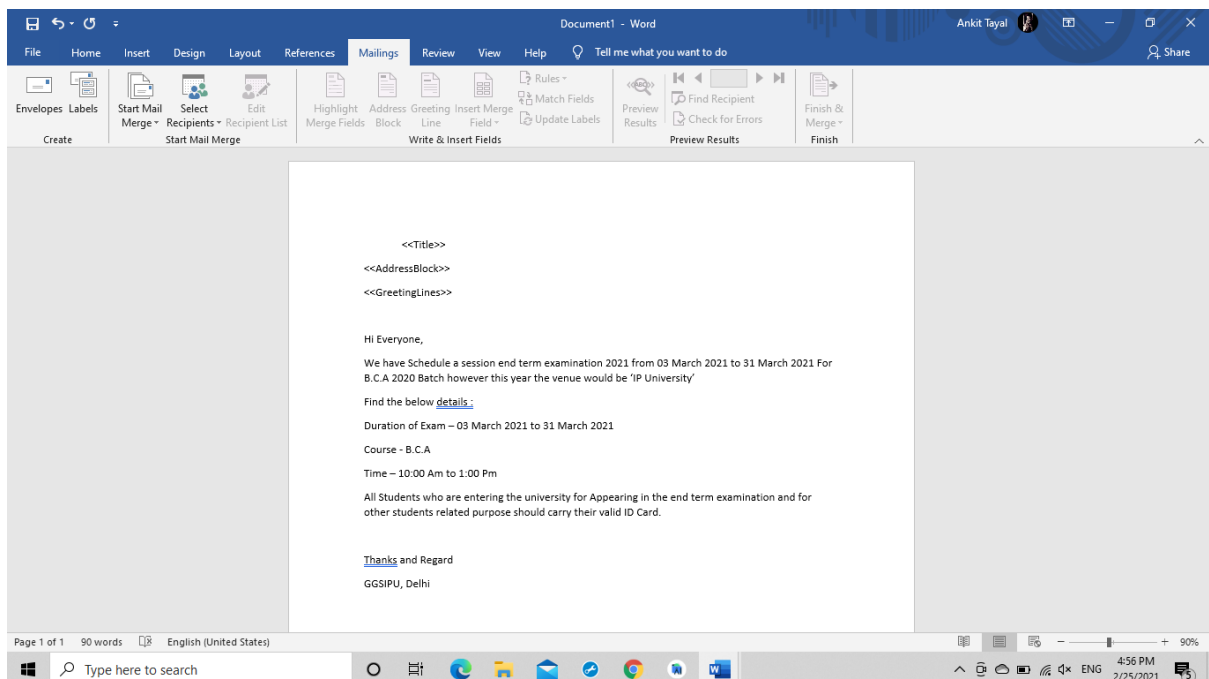 Document1 - Word
Ankit Tayal
File Home Insert Design Layout References Mailings Review View Help Tell me what you want to do Share
Envelopes Labels
Create
Start Mail Merge Select Recipients Edit Recipient List
Start Mail Merge
Highlight Merge Fields Address Block Greeting Line Insert Merge Field
Rules
Match Fields
Update Labels
Write & Insert Fields
Preview Results
Find Recipient
Check for Errors
Preview Results
Finish & Merge
Finish
<<Title>>
<<AddressBlock>>
<<GreetingLines>>
Hi Everyone,
We have Schedule a session end term examination 2021 from 03 March 2021 to 31 March 2021 For
B.C.A 2020 Batch however this year the venue would be ‘IP University’
Find the below details :
Duration of Exam – 03 March 2021 to 31 March 2021
Course - B.C.A
Time – 10:00 Am to 1:00 Pm
All Students who are entering the university for Appearing in the end term examination and for
other students related purpose should carry their valid ID Card.
Thanks and Regard
GGSIPU, Delhi
Page 1 of 1 90 words English (United States) 90%
Type here to search
ENG
4:56 PM
2/25/2021
5